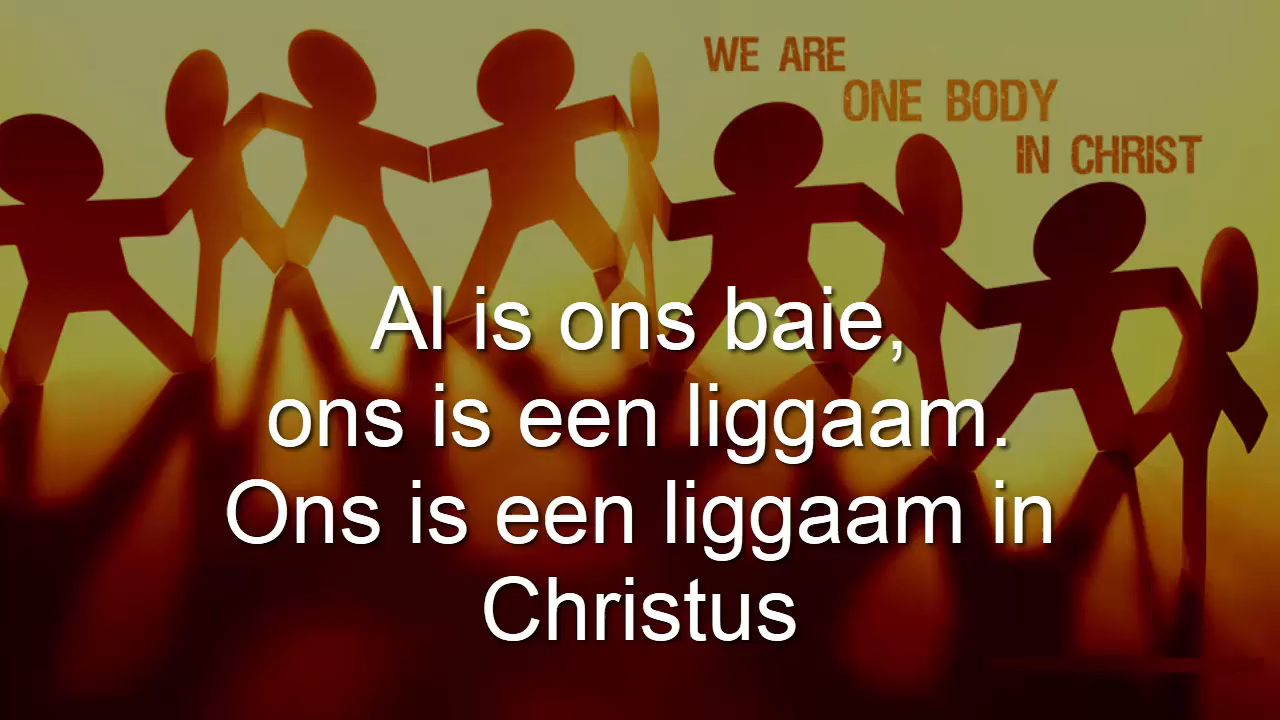 WE ARE
ONE BODY
IN CHRIST
Al is ons baie,
ons is een liggaam.
Ons is een liggaam in
Christus